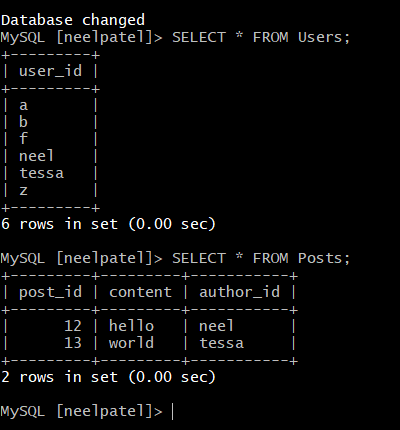 Database changed
MySQL [neelpatel]> SELECT * FROM Users;
+---------+
| user_id |
+---------+
| a       |
| b       |
| f       |
| neel    |
| tessa   |
| z       |
+---------+
6 rows in set (0.00 sec)
MySQL [neelpatel]> SELECT * FROM Posts;
+---------+---------+-----------+
| post_id | content | author_id |
+---------+---------+-----------+
|      12 | hello   | neel      |
|      13 | world   | tessa     |
+---------+---------+-----------+
2 rows in set (0.00 sec)
MySQL [neelpatel]>